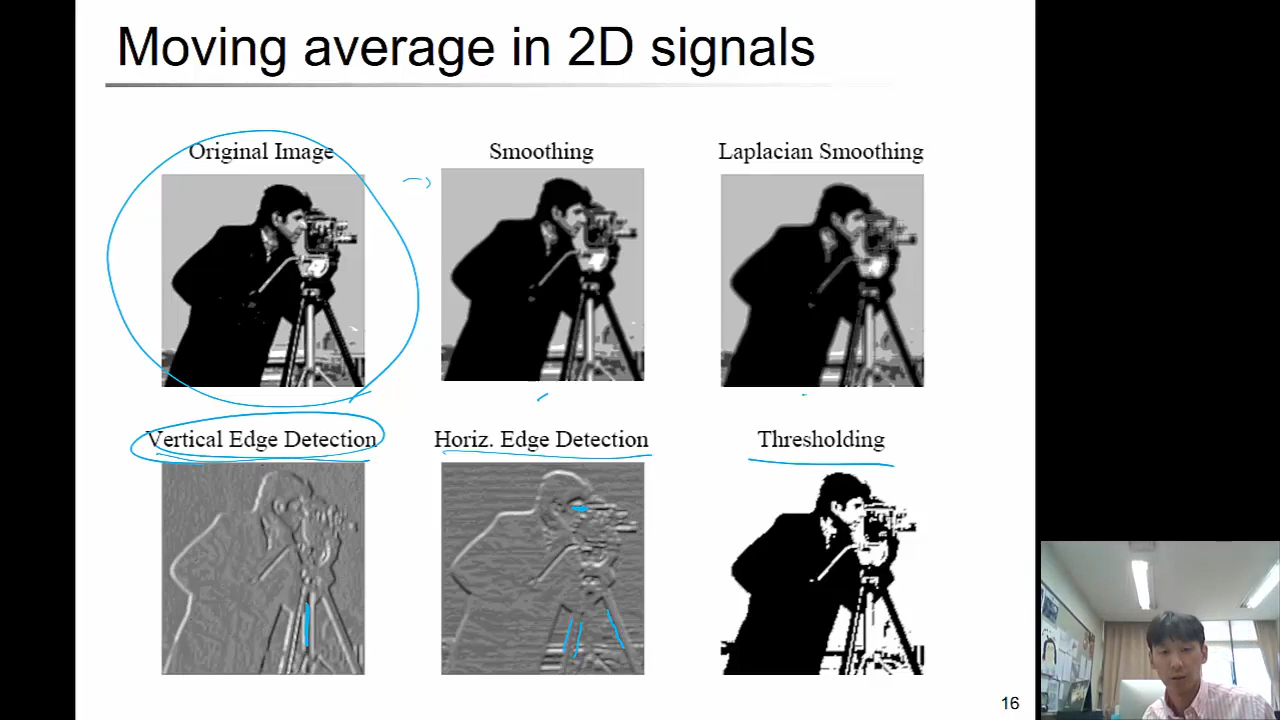 Moving average in 2D signals
Original Image
Smoothing
Laplacian Smoothing
Vertical Edge Detection
Horiz. Edge Detection
Thresholding
16